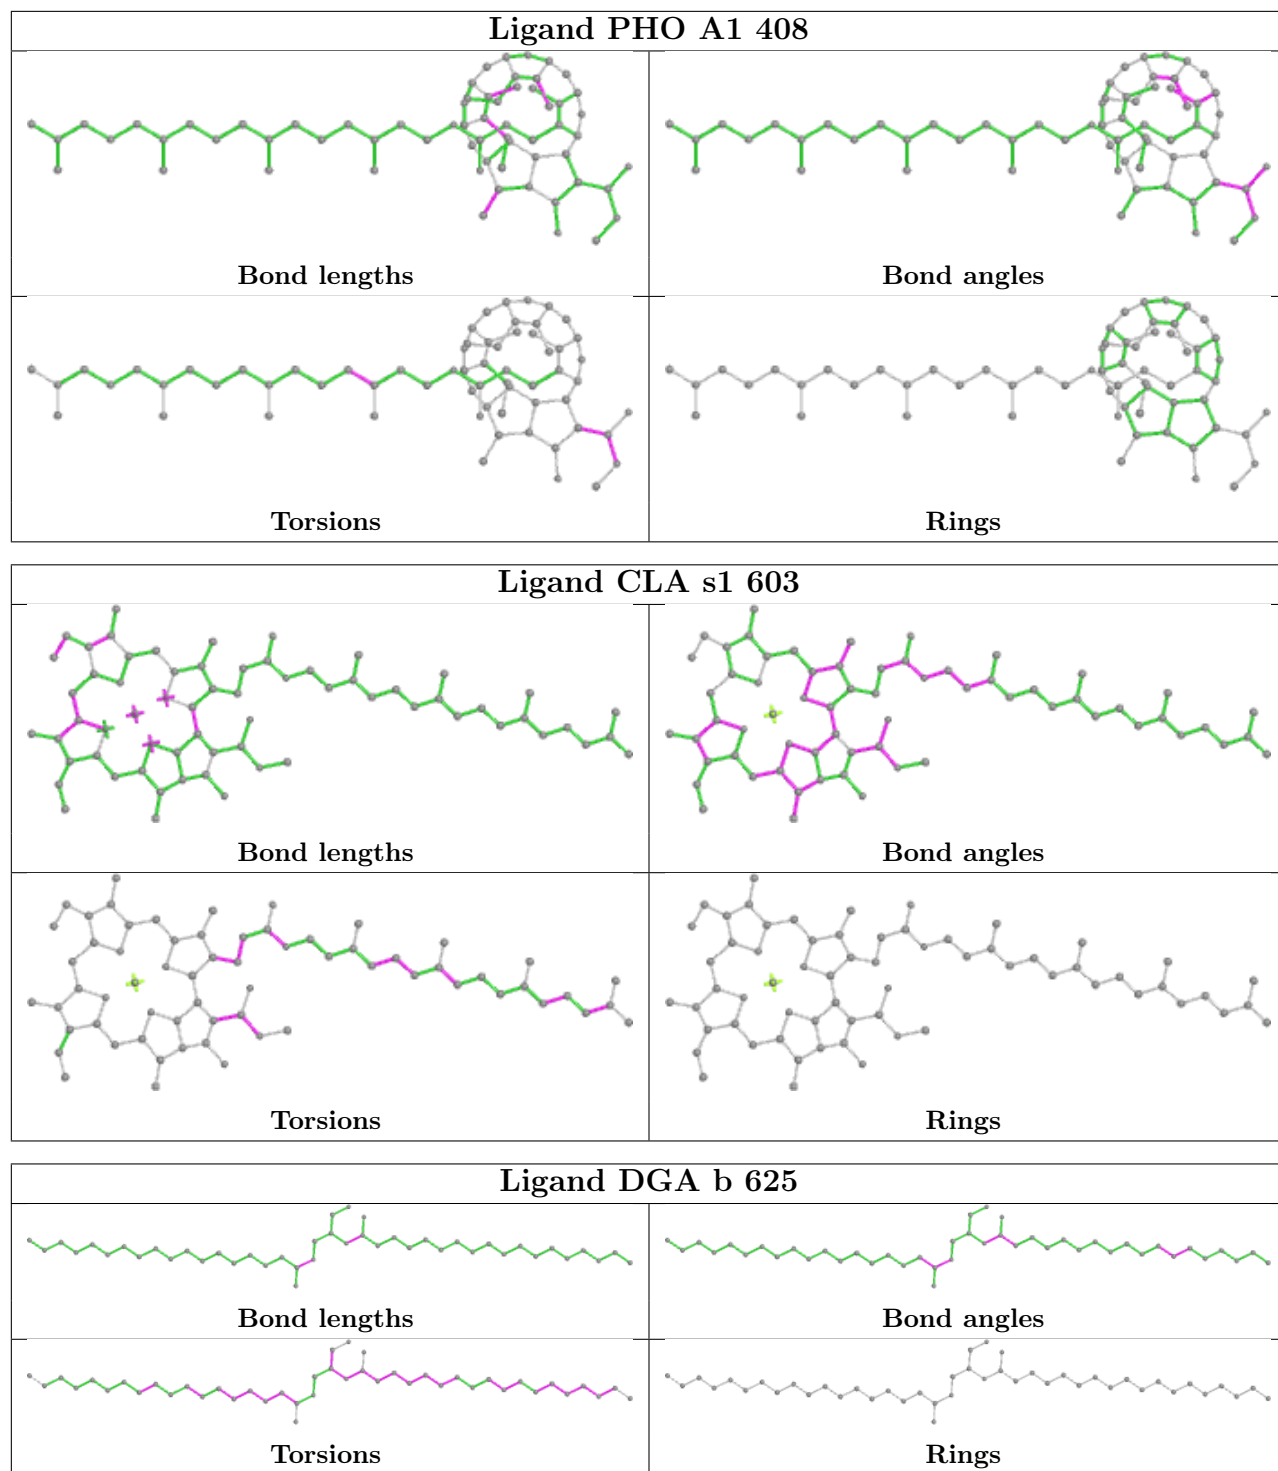 Ligand PHO A1 408
Bond lengths
Bond angles
Torsions
Rings
Ligand CLA s1 603
Bond lengths
Bond angles
Torsions
Rings
Ligand DGA b 625
Bond lengths
Bond angles
Torsions
Rings